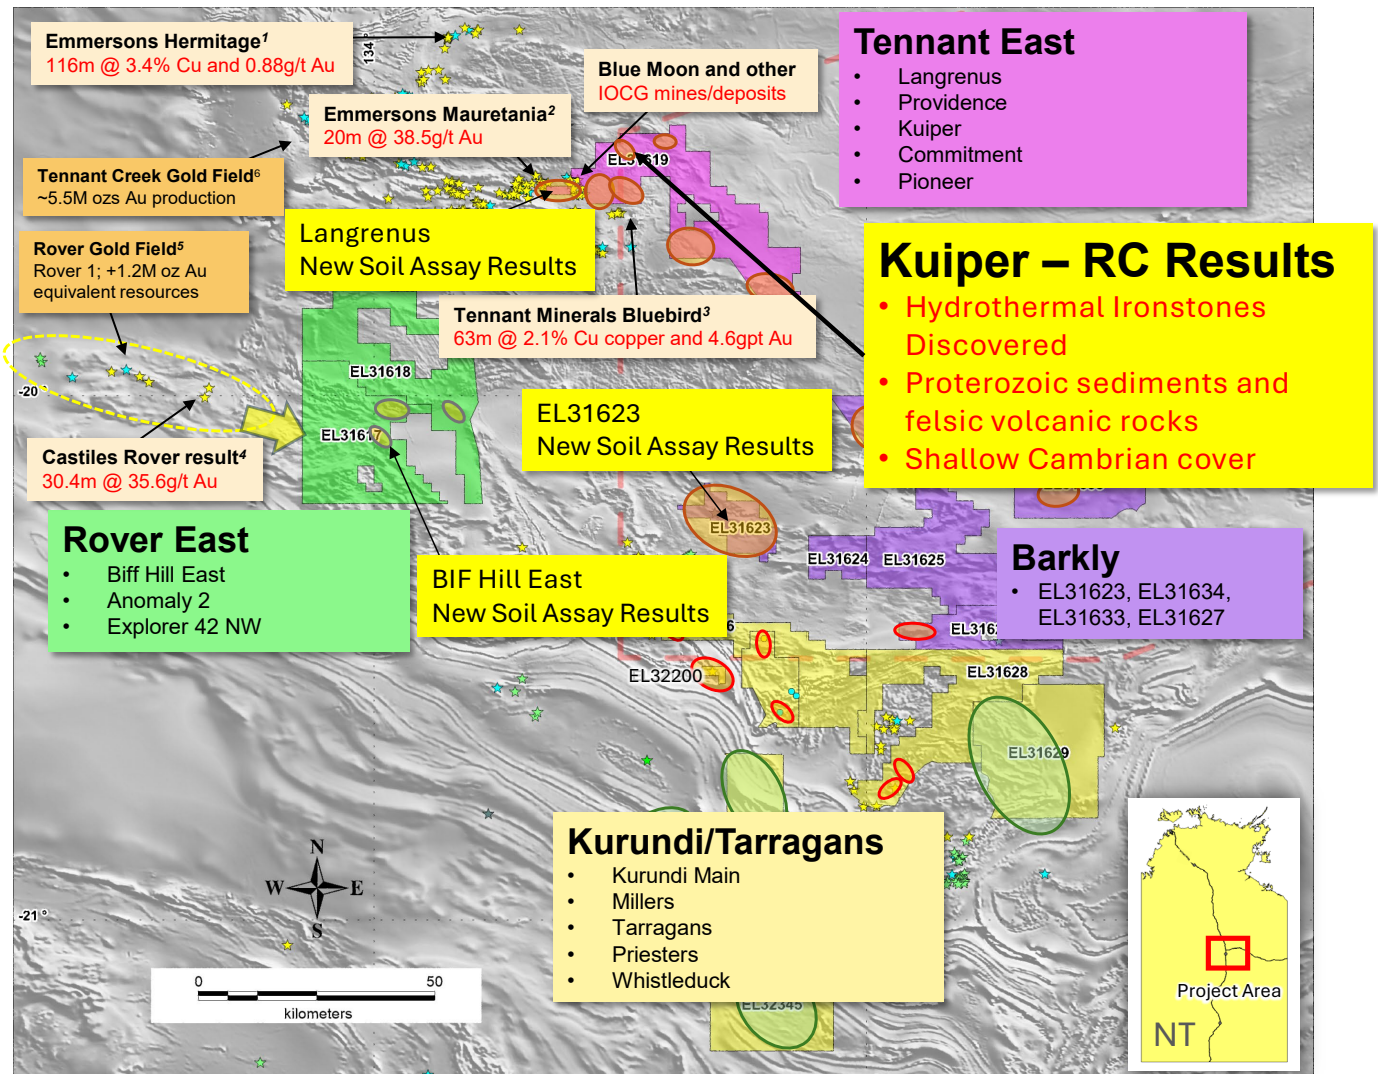 Emmersons Hermitage1
116m @ 3.4% Cu and 0.88g/t Au
134 °
Blue Moon and other
IOCG mines/deposits
Emmersons Mauretania2
20m @ 38.5g/t Au
Tennant East
• Langrenus
• Providence
• Kuiper
• Commitment
• Pioneer
EL31619
Tennant Creek Gold Field6
~5.5M ozs Au production
Langrenus
New Soil Assay Results
Rover Gold Field5
Rover 1; +1.2M oz Au
equivalent resources
Kuiper – RC Results
• Hydrothermal Ironstones
Discovered
• Proterozoic sediments and
felsic volcanic rocks
• Shallow Cambrian cover
Tennant Minerals Bluebird3
63m @ 2.1% Cu copper and 4.6gpt Au
EL31618
-20 °
EL31617
EL31623
New Soil Assay Results
Castiles Rover result4
30.4m @ 35.6g/t Au
EL31623
EL31624
EL31625
Rover East
• Biff Hill East
• Anomaly 2
• Explorer 42 NW
BIF Hill East
New Soil Assay Results
Barkly
• EL31623, EL31634,
EL31633, EL31627
EL32200
EL31628
EL31629
Kurundi/Tarragans
• Kurundi Main
• Millers
• Tarragans
• Priesters
• Whistleduck
EL32345
N
W
E
S
-21 °
0
50
kilometers
Project Area
NT